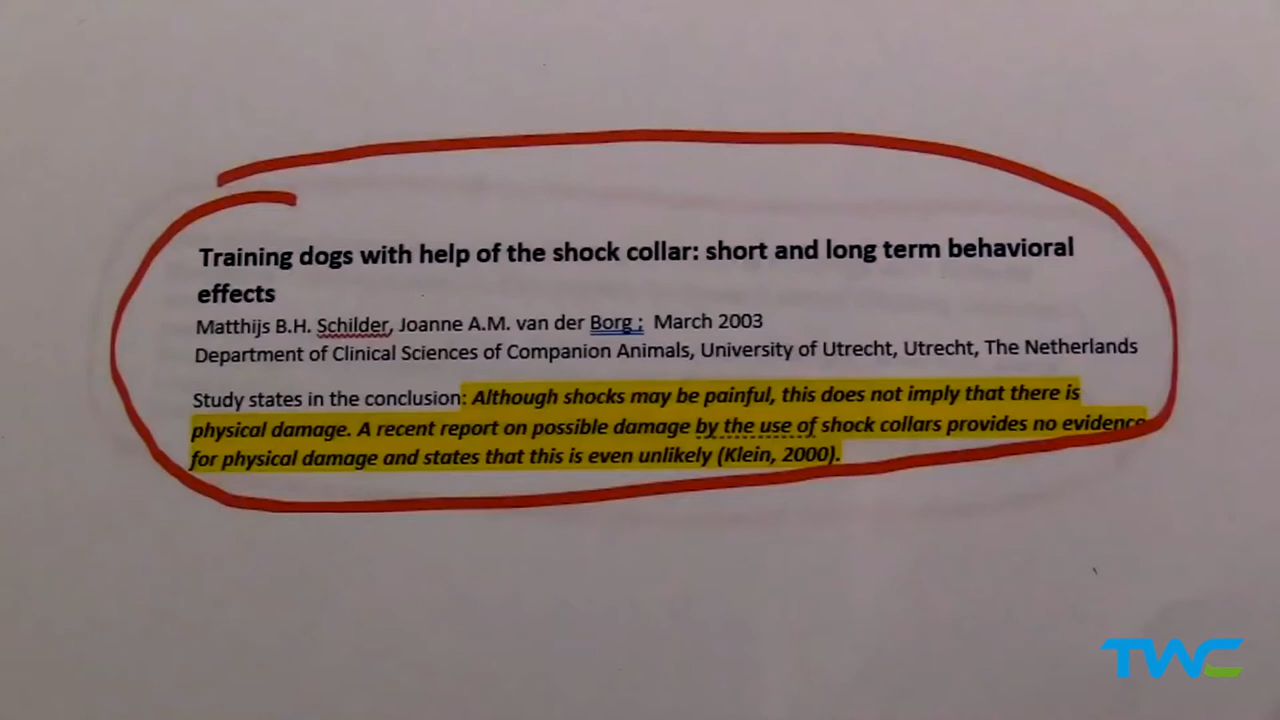 Training dogs with help of the shock collar: short and long term behavioral
effects
Matthijs B.H. Schilder, Joanne A.M. van der Borg ; March 2003
Department of Clinical Sciences of Companion Animals, University of Utrecht, Utrecht, The Netherlands
Study states in the conclusion: Although shocks may be painful, this does not imply that there is
physical damage. A recent report on possible damage by the use of shock collars provides no evidence
for physical damage and states that this is even unlikely (Klein, 2000).
TWC